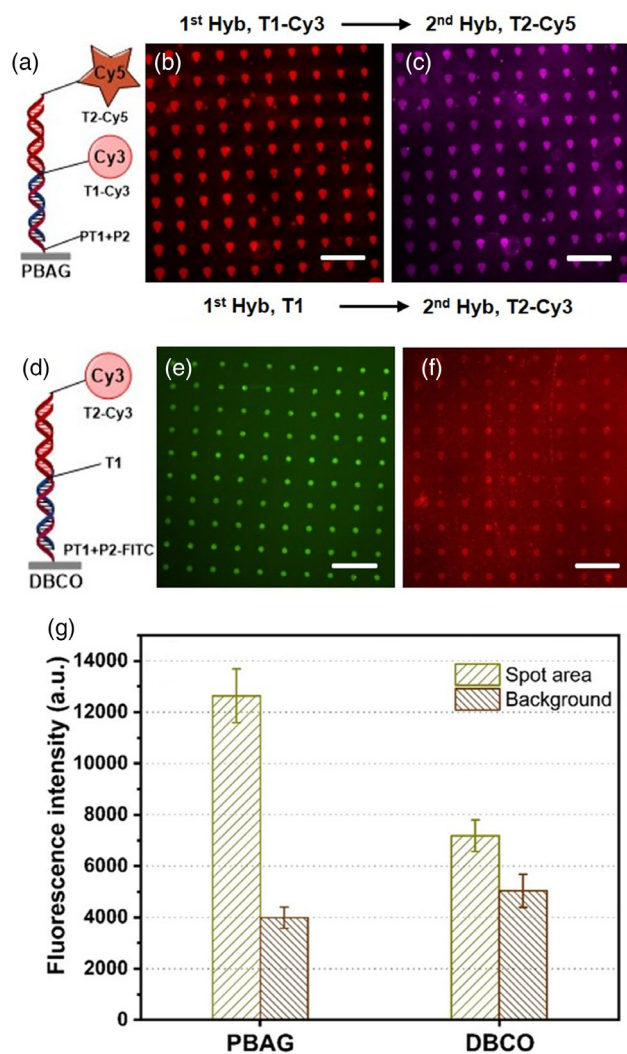 1st Hyb, T1-Cy3 → 2nd Hyb, T2-Cy5
(a)
Cy5
T2-Cy5
Cy3
T1-Cy3
PT1+P2
PBAG
(b)
(c)
1st Hyb, T1 → 2nd Hyb, T2-Cy3
(d)
Cy3
T2-Cy3
T1
PT1+P2-FITC
DBCO
(e)
(f)
(g)
Fluorescence intensity (a.u.)
14000
12000
10000
8000
6000
4000
2000
0
Spot area
Background
PBAG
DBCO